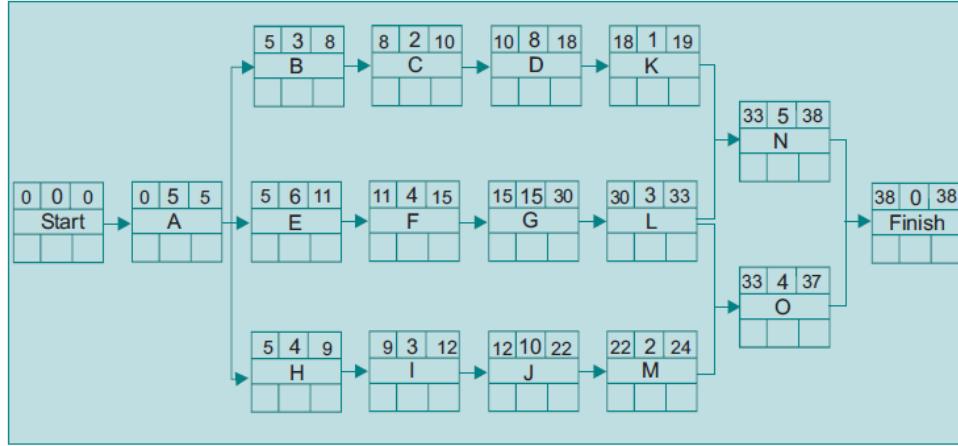 5 3 8
B
8 2 10
C
10 8 18
D
18 1 19
K
33 5 38
N
0 0 0
Start
0 5 5
A
5 6 11
E
11 4 15
F
15 15 30
G
30 3 33
L
38 0 38
Finish
33 4 37
O
5 4 9
H
9 3 12
I
12 10 22
J
22 2 24
M